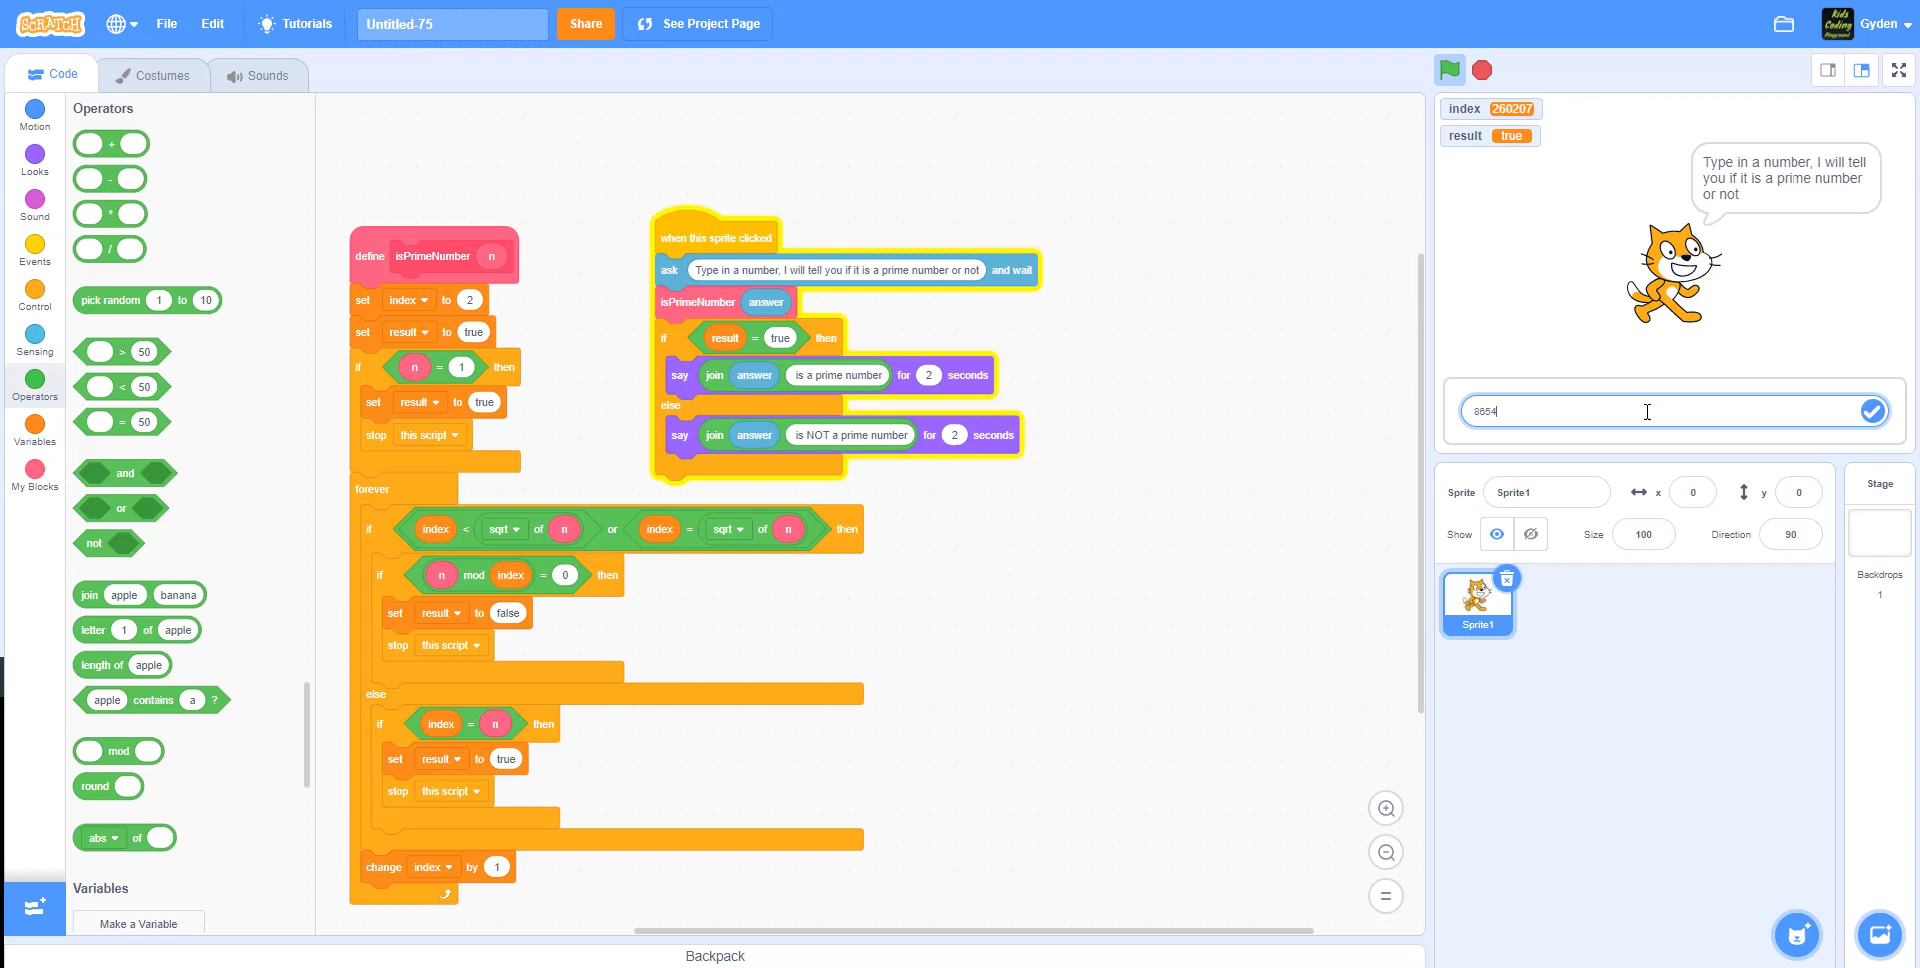 SCRATCH File Edit Tutorials Untitled-75 Share See Project Page Kids Coding Playground Gyden
Code Costumes Sounds
Motion
Looks
Sound
Events
Control
Sensing
Operators
Variables
My Blocks
Operators
+
-
*
/
pick random 1 to 10
> 50
< 50
= 50
and
or
not
join apple banana
letter 1 of apple
length of apple
apple contains a ?
mod
round
abs of
Variables
Make a Variable
define isPrimeNumber n
set index to 2
set result to true
if n = 1 then
set result to true
stop this script
forever
if index < sqrt of n or index = sqrt of n then
if n mod index = 0 then
set result to false
stop this script
else
if index = n then
set result to true
stop this script
change index by 1
when this sprite clicked
ask Type in a number, I will tell you if it is a prime number or not and wait
isPrimeNumber answer
if result = true then
say join answer is a prime number for 2 seconds
else
say join answer is NOT a prime number for 2 seconds
Backpack
index 260207
result true
Type in a number, I will tell
you if it is a prime number
or not
8654
Sprite Sprite1 x 0 y 0
Show Size 100 Direction 90
Sprite1
Stage
Backdrops
1